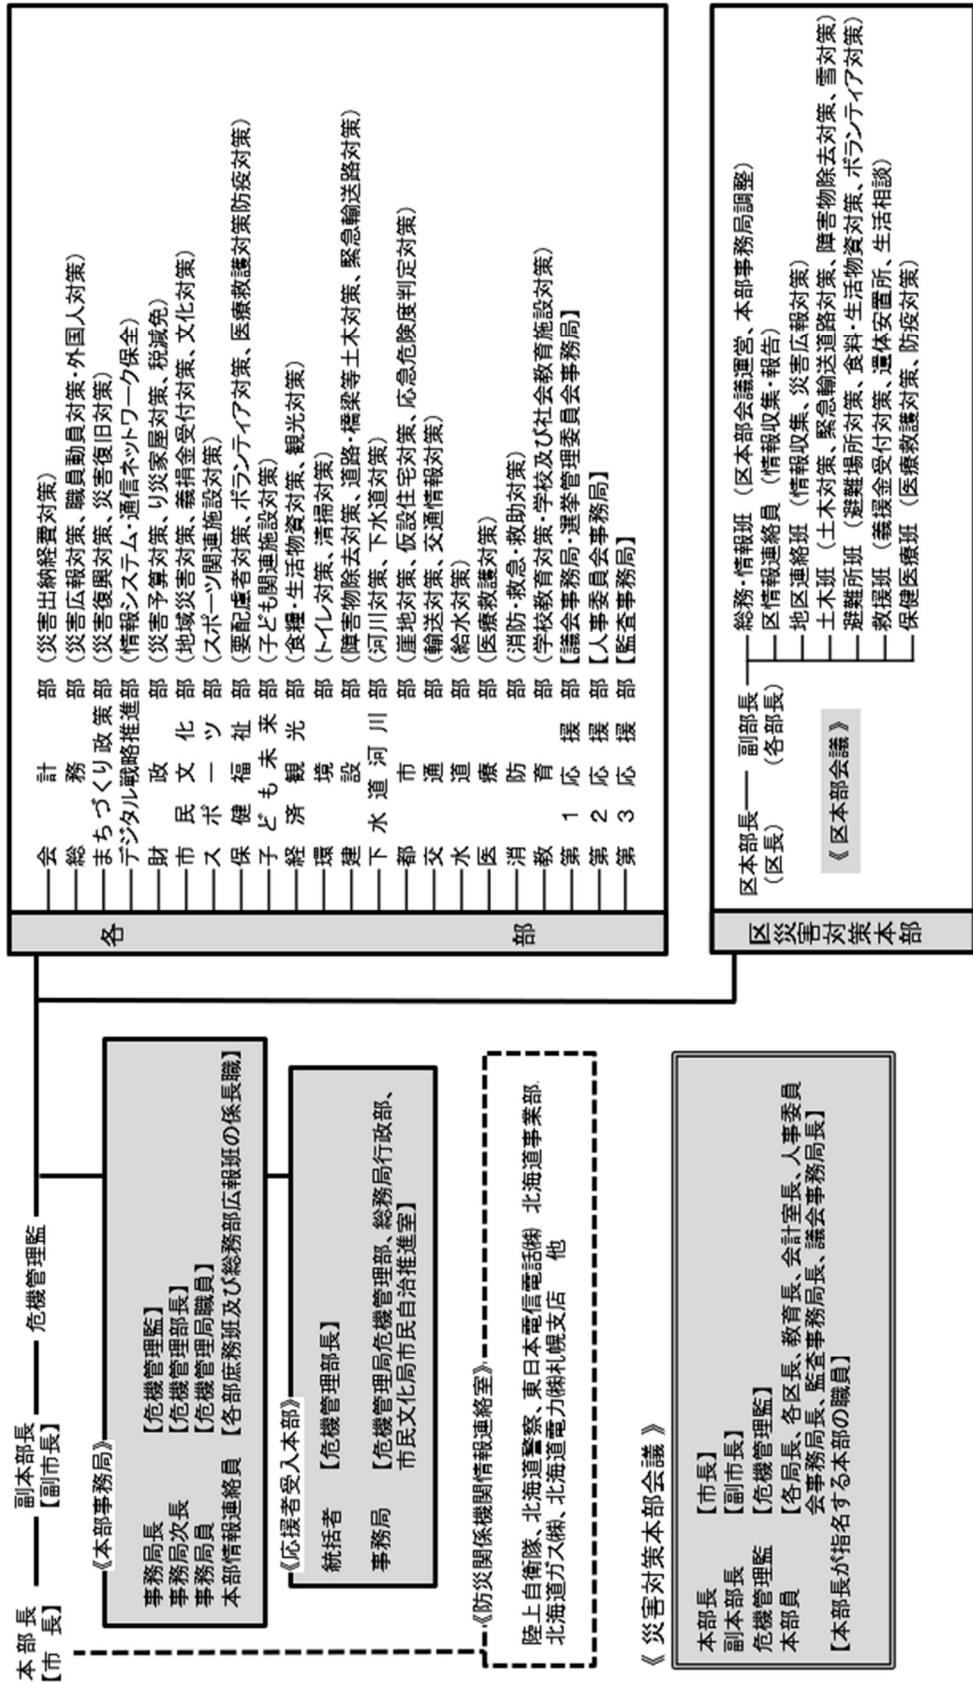 本部長 ── 副本部長 ── 危機管理監
【市　長】　【副市長】
《本部事務局》
事務局長　【危機管理監】
事務局次長　【危機管理部長】
事務局員　【危機管理局職員】
本部情報連絡員　【各部庶務班及び総務部広報班の係長職】
《応援者受入本部》
統括者　【危機管理部長】
事務局　【危機管理局危機管理部、総務局行政部、
市民文化局市民自治推進室】
《防災関係機関情報連絡室》
陸上自衛隊、北海道警察、東日本電信電話㈱　北海道事業部、
北海道ガス㈱、北海道電力㈱札幌支店　他
《 災害対策本部会議 》
本部長　【市長】
副本部長　【副市長】
危機管理監　【危機管理監】
本部員　【各局長、各区長、教育長、会計室長、人事委員
会事務局長、監査事務局長、議会事務局長】
【本部長が指名する本部の職員】
各　部
会計部　（災害出納経費対策）
総務部　（災害広報対策、職員動員対策・外国人対策）
まちづくり政策部　（災害復興対策、災害復旧対策）
デジタル戦略推進部　（情報システム・通信ネットワーク保全）
財政部　（災害予算対策、り災家屋対策、税減免）
市民文化部　（地域災害対策、義捐金受付対策、文化対策）
スポーツ部　（スポーツ関連施設対策）
保健福祉部　（要配慮者対策、ボランティア対策、医療救護対策防疫対策）
子ども未来部　（子ども関連施設対策）
経済観光部　（食糧・生活物資対策、観光対策）
環境部　（トイレ対策、清掃対策）
建設部　（障害物除去対策、道路・橋梁等土木対策、緊急輸送路対策）
下水道河川部　（河川対策、下水道対策）
都市部　（崖地対策、仮設住宅対策、応急危険度判定対策）
交通部　（輸送対策、交通情報対策）
水道部　（給水対策）
医療部　（医療救護対策）
消防部　（消防・救急・救助対策）
教育部　（学校教育対策・学校及び社会教育施設対策）
第1応援部　【議会事務局・選挙管理委員会事務局】
第2応援部　【人事委員会事務局】
第3応援部　【監査事務局】
区災害対策本部
区本部長 ── 副部長
（区長）　（各部長）
《 区本部会議 》
総務・情報班　（区本部会議運営、本部事務局調整）
区情報連絡員　（情報収集・報告）
地区連絡班　（情報収集、災害広報対策）
土木班　（土木対策、緊急輸送道路対策、障害物除去対策、雪対策）
避難所班　（避難場所対策、食料・生活物資対策、ボランティア対策）
救援班　（義援金受付対策、遺体安置所、生活相談）
保健医療班　（医療救護対策、防疫対策）